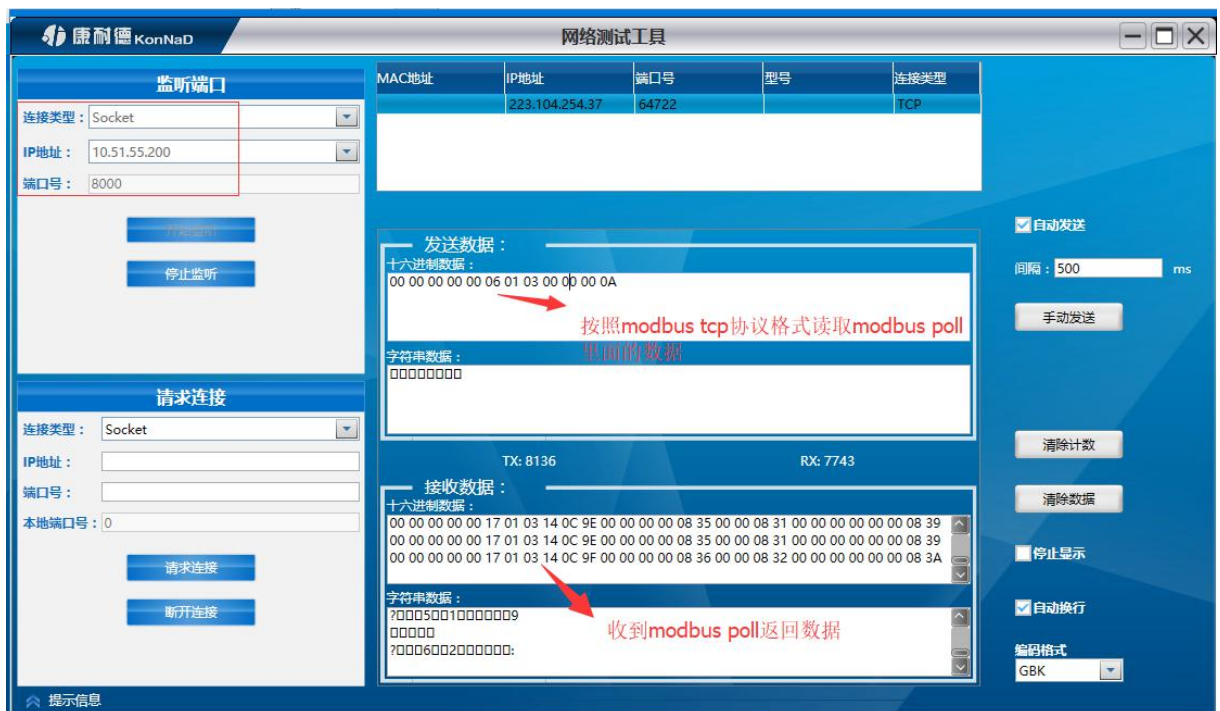 康耐德 KonNaD
网络测试工具
监听端口
连接类型： Socket
IP地址： 10.51.55.200
端口号： 8000
开始监听
停止监听
请求连接
连接类型： Socket
IP地址：
端口号：
本地端口号： 0
请求连接
断开连接
MAC地址 IP地址 端口号 型号 连接类型
223.104.254.37 64722 TCP
发送数据：
十六进制数据：
00 00 00 00 00 06 01 03 00 00 00 0A
按照modbus tcp协议格式读取modbus poll
里面的数据
字符串数据：
□□□□□□□□
TX: 8136 RX: 7743
接收数据：
十六进制数据：
00 00 00 00 00 17 01 03 14 0C 9E 00 00 00 00 08 35 00 00 08 31 00 00 00 00 00 00 08 39
00 00 00 00 00 17 01 03 14 0C 9E 00 00 00 00 08 35 00 00 08 31 00 00 00 00 00 00 08 39
00 00 00 00 00 17 01 03 14 0C 9F 00 00 00 00 08 36 00 00 08 32 00 00 00 00 00 00 08 3A
字符串数据：
?□□□5□□1□□□□□□9
□□□□□
?□□□6□□2□□□□□□:
收到modbus poll返回数据
自动发送
间隔： 500 ms
手动发送
清除计数
清除数据
停止显示
自动换行
编码格式
GBK
提示信息